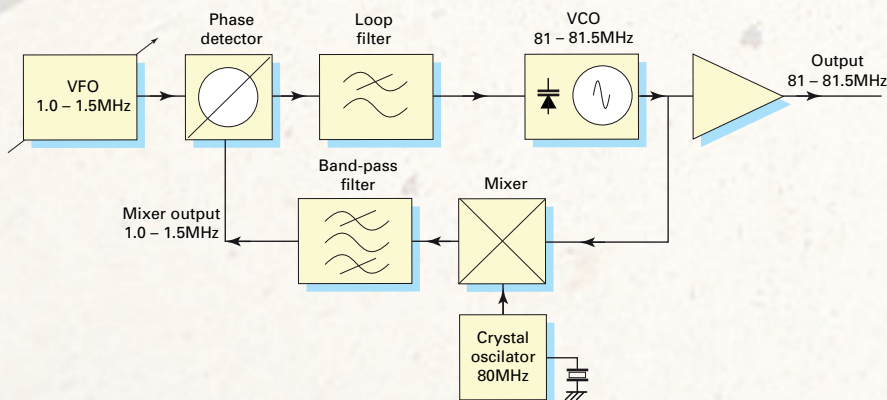 Phase
detector
Loop
filter
VCO
81 – 81.5MHz
VFO
1.0 – 1.5MHz
Output
81 – 81.5MHz
Band-pass
filter
Mixer
Mixer output
1.0 – 1.5MHz
Crystal
oscilator
80MHz